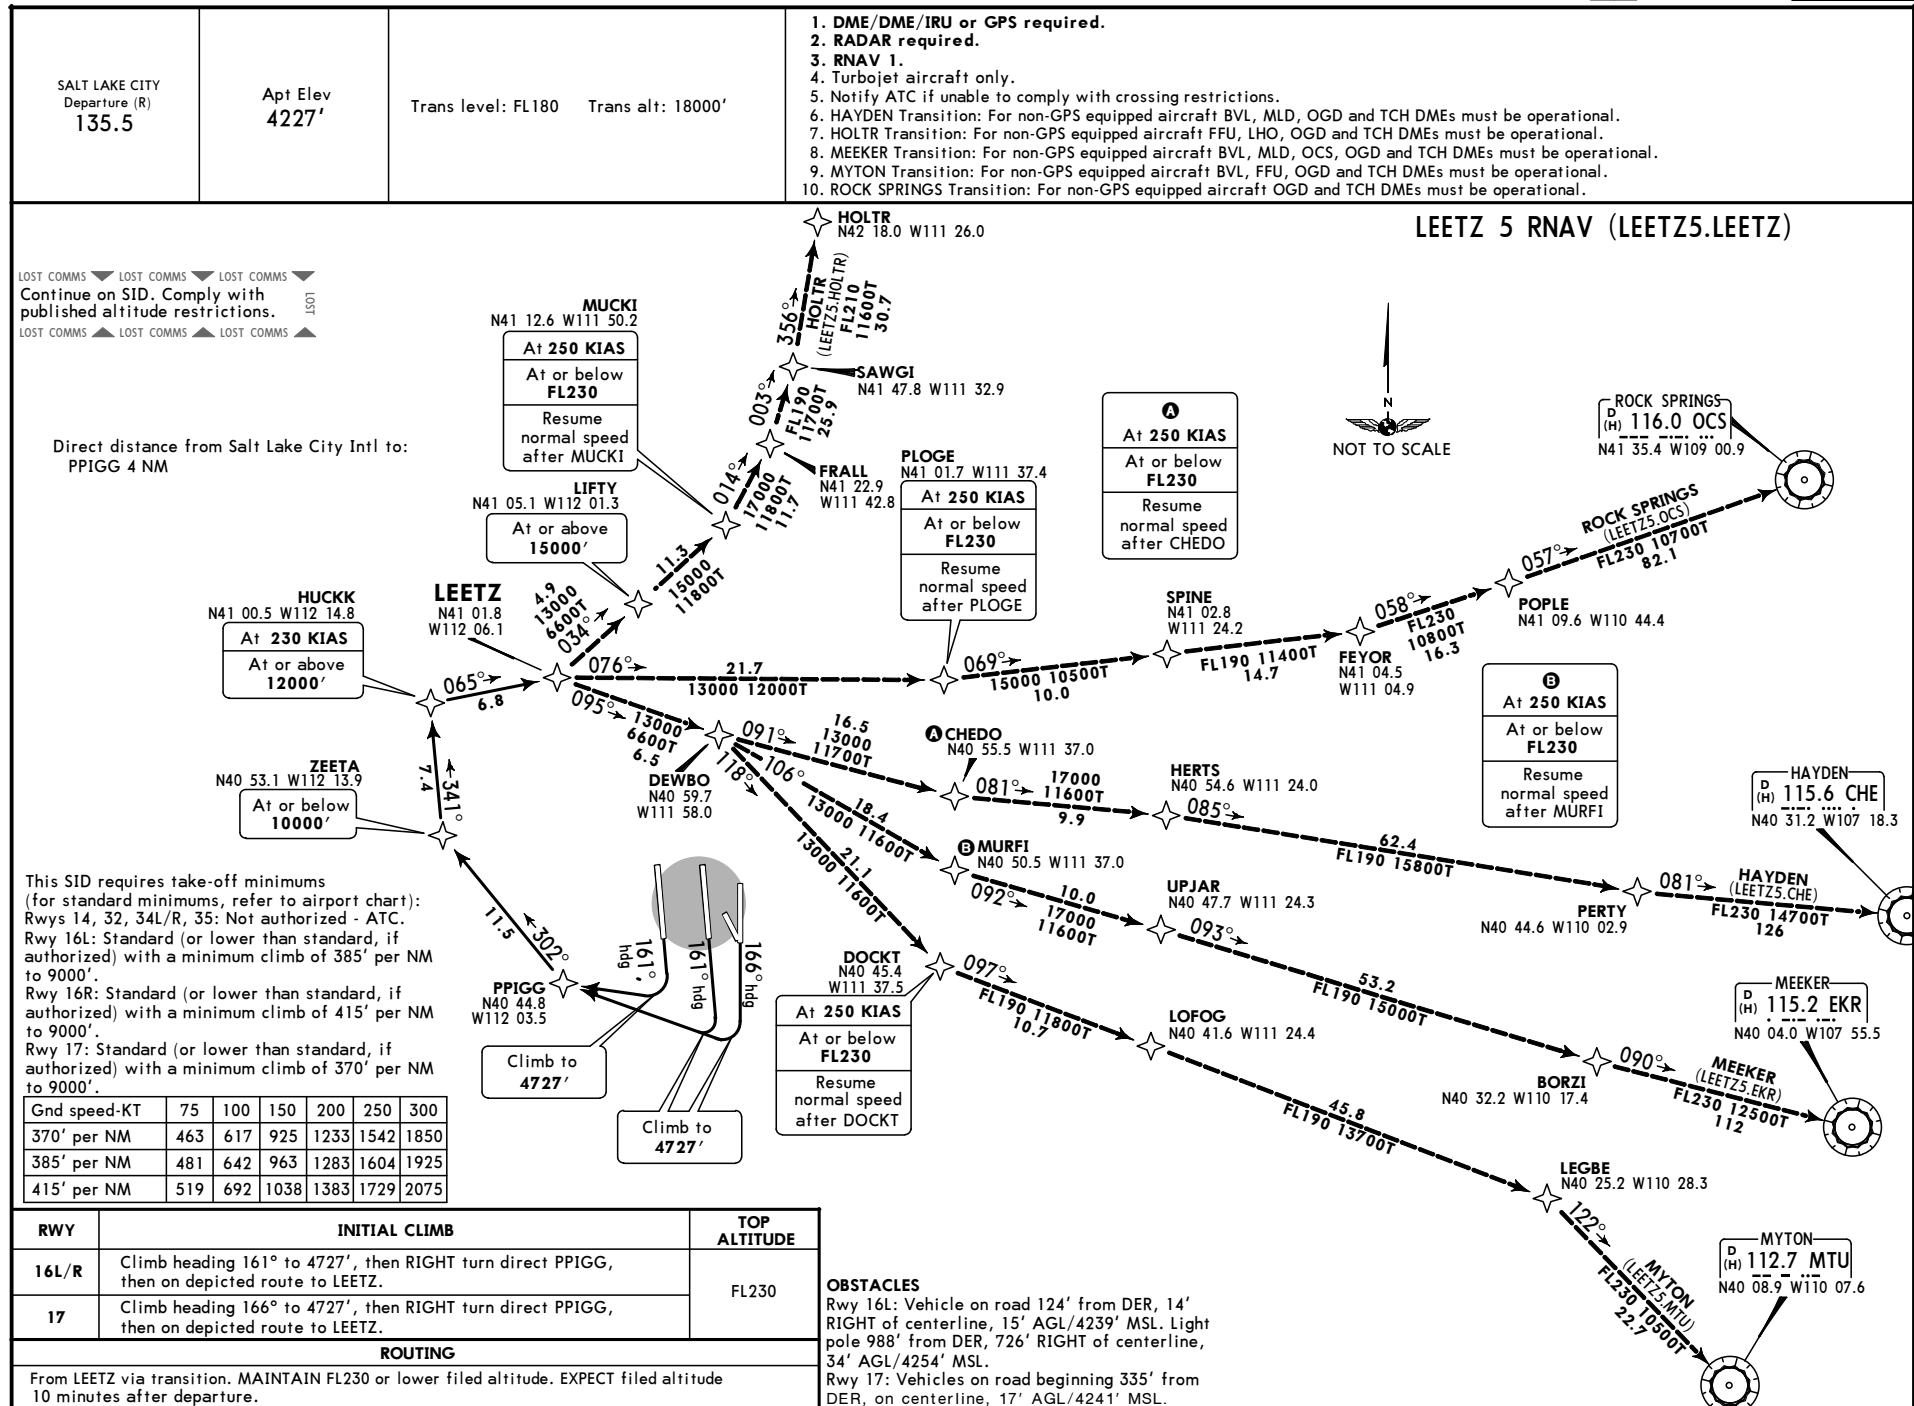 SALT LAKE CITY
Departure (R)
135.5
Apt Elev
4227'
Trans level: FL180 Trans alt: 18000'
1. DME/DME/IRU or GPS required.
2. RADAR required.
3. RNAV 1.
4. Turbojet aircraft only.
5. Notify ATC if unable to comply with crossing restrictions.
6. HAYDEN Transition: For non-GPS equipped aircraft BVL, MLD, OGD and TCH DMEs must be operational.
7. HOLTR Transition: For non-GPS equipped aircraft FFU, LHO, OGD and TCH DMEs must be operational.
8. MEEKER Transition: For non-GPS equipped aircraft BVL, MLD, OCS, OGD and TCH DMEs must be operational.
9. MYTON Transition: For non-GPS equipped aircraft BVL, FFU, OGD and TCH DMEs must be operational.
10. ROCK SPRINGS Transition: For non-GPS equipped aircraft OGD and TCH DMEs must be operational.
LEETZ 5 RNAV (LEETZ5.LEETZ)
LOST COMMS LOST COMMS LOST COMMS
Continue on SID. Comply with
published altitude restrictions.
LOST
LOST COMMS LOST COMMS LOST COMMS
Direct distance from Salt Lake City Intl to:
PPIGG 4 NM
HOLTR
N42 18.0 W111 26.0
356°
HOLTR
(LEETZ5.HOLTR)
FL210
11600T
30.7
SAWGI
N41 47.8 W111 32.9
003°
FL190
11700T
25.9
FRALL
N41 22.9
W111 42.8
014°
17000
11800T
11.7
MUCKI
N41 12.6 W111 50.2
At 250 KIAS
At or below
FL230
Resume
normal speed
after MUCKI
LIFTY
N41 05.1 W112 01.3
At or above
15000'
11.3
15000
11800T
4.9
13000
6600T
034°
LEETZ
N41 01.8
W112 06.1
HUCKK
N41 00.5 W112 14.8
At 230 KIAS
At or above
12000'
065°
6.8
ZEETA
N40 53.1 W112 13.9
At or below
10000'
341°
7.4
302°
11.5
PPIGG
N40 44.8
W112 03.5
161°
hdg
161° hdg
166° hdg
Climb to
4727'
Climb to
4727'
076°
21.7
13000 12000T
PLOGE
N41 01.7 W111 37.4
At 250 KIAS
At or below
FL230
Resume
normal speed
after PLOGE
069°
15000 10500T
10.0
SPINE
N41 02.8
W111 24.2
FL190 11400T
14.7
FEYOR
N41 04.5
W111 04.9
058°
FL230
10800T
16.3
POPLE
N41 09.6 W110 44.4
057°
ROCK SPRINGS
(LEETZ5.OCS)
FL230 10700T
82.1
ROCK SPRINGS
D
(H) 116.0 OCS
N41 35.4 W109 00.9
A
At 250 KIAS
At or below
FL230
Resume
normal speed
after CHEDO
N
NOT TO SCALE
B
At 250 KIAS
At or below
FL230
Resume
normal speed
after MURFI
095°
13000
6600T
6.5
DEWBO
N40 59.7
W111 58.0
091°
16.5
13000
11700T
A CHEDO
N40 55.5 W111 37.0
081°
17000
11600T
9.9
HERTS
N40 54.6 W111 24.0
085°
62.4
FL190 15800T
PERTY
N40 44.6 W110 02.9
081°
HAYDEN
(LEETZ5.CHE)
FL230 14700T
126
HAYDEN
D
(H) 115.6 CHE
N40 31.2 W107 18.3
106°
18.4
13000 11600T
B MURFI
N40 50.5 W111 37.0
092°
10.0
17000
11600T
UPJAR
N40 47.7 W111 24.3
093°
53.2
FL190 15000T
BORZI
N40 32.2 W110 17.4
090°
MEEKER
(LEETZ5.EKR)
FL230 12500T
112
MEEKER
D
(H) 115.2 EKR
N40 04.0 W107 55.5
118°
21.1
13000 11600T
DOCKT
N40 45.4
W111 37.5
At 250 KIAS
At or below
FL230
Resume
normal speed
after DOCKT
097°
FL190 11800T
10.7
LOFOG
N40 41.6 W111 24.4
45.8
FL190 13700T
LEGBE
N40 25.2 W110 28.3
122°
MYTON
(LEETZ5.MTU)
FL230 10500T
22.7
MYTON
D
(H) 112.7 MTU
N40 08.9 W110 07.6
This SID requires take-off minimums
(for standard minimums, refer to airport chart):
Rwys 14, 32, 34L/R, 35: Not authorized - ATC.
Rwy 16L: Standard (or lower than standard, if
authorized) with a minimum climb of 385' per NM
to 9000'.
Rwy 16R: Standard (or lower than standard, if
authorized) with a minimum climb of 415' per NM
to 9000'.
Rwy 17: Standard (or lower than standard, if
authorized) with a minimum climb of 370' per NM
to 9000'.
Gnd speed-KT 75 100 150 200 250 300
370' per NM 463 617 925 1233 1542 1850
385' per NM 481 642 963 1283 1604 1925
415' per NM 519 692 1038 1383 1729 2075
RWY INITIAL CLIMB TOP ALTITUDE
16L/R Climb heading 161° to 4727', then RIGHT turn direct PPIGG,
then on depicted route to LEETZ.
FL230
17 Climb heading 166° to 4727', then RIGHT turn direct PPIGG,
then on depicted route to LEETZ.
ROUTING
From LEETZ via transition. MAINTAIN FL230 or lower filed altitude. EXPECT filed altitude
10 minutes after departure.
OBSTACLES
Rwy 16L: Vehicle on road 124' from DER, 14'
RIGHT of centerline, 15' AGL/4239' MSL. Light
pole 988' from DER, 726' RIGHT of centerline,
34' AGL/4254' MSL.
Rwy 17: Vehicles on road beginning 335' from
DER, on centerline, 17' AGL/4241' MSL.